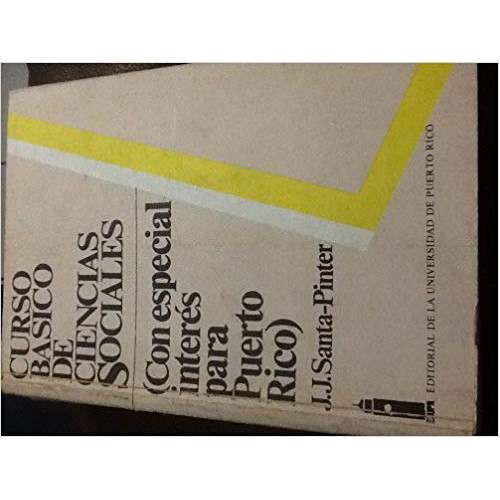 CURSO
BÁSICO
DE
CIENCIAS
SOCIALES
(Con especial
interés
para
Puerto
Rico)
J.J.Santa-Pinter
EDITORIAL DE LA UNIVERSIDAD DE PUERTO RICO